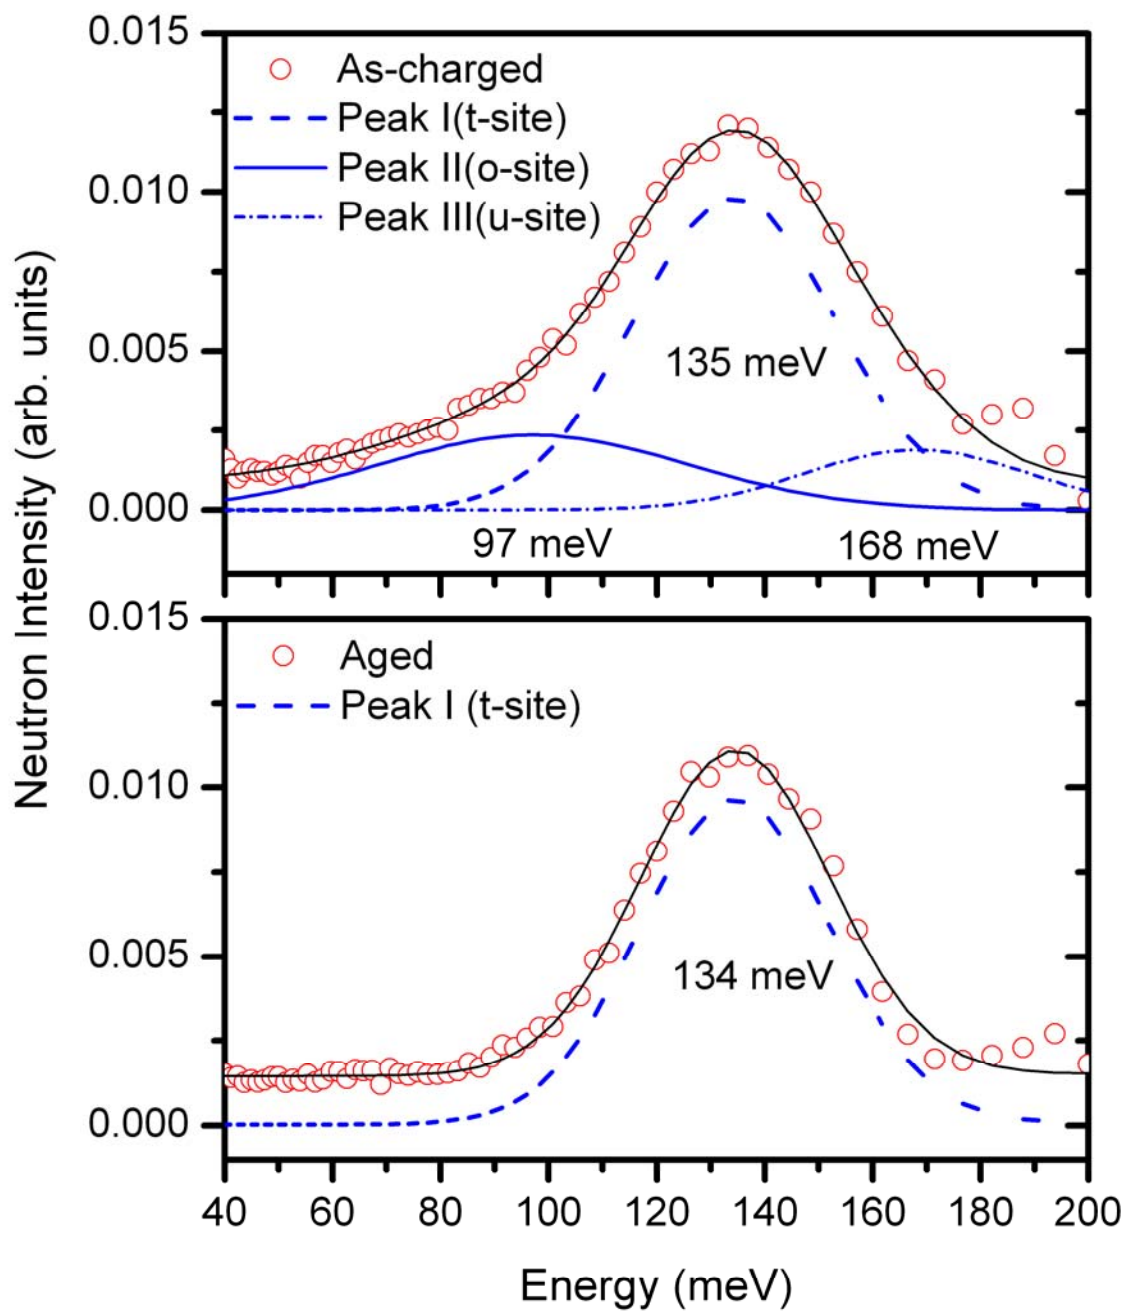 0.015
As-charged
Peak I(t-site)
0.010
Peak II(o-site)
Peak III(u-site)
0.005
135 meV
0.000
97 meV
168 meV
Neutron Intensity (arb. units)
0.015
Aged
Peak I (t-site)
0.010
0.005
134 meV
0.000
40 60 80 100 120 140 160 180 200
Energy (meV)